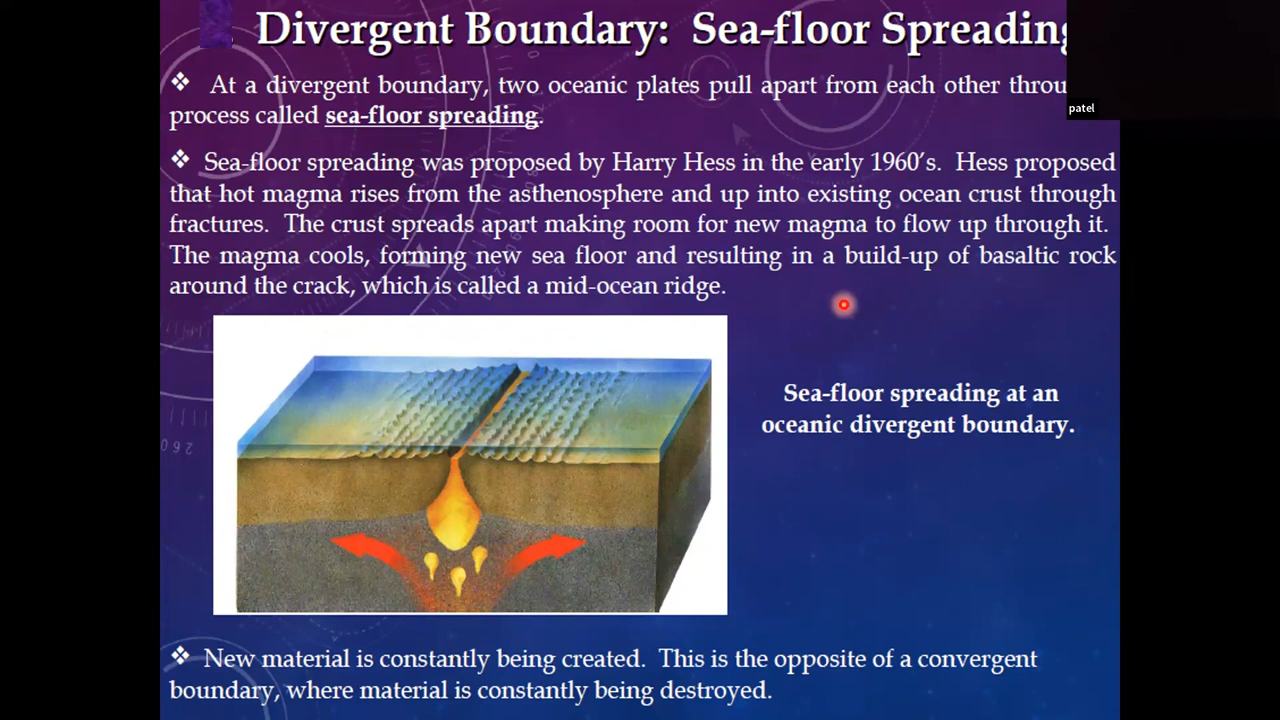 Divergent Boundary: Sea-floor Spreading
❖ At a divergent boundary, two oceanic plates pull apart from each other throu
process called sea-floor spreading.
❖ Sea-floor spreading was proposed by Harry Hess in the early 1960’s. Hess proposed
that hot magma rises from the asthenosphere and up into existing ocean crust through
fractures. The crust spreads apart making room for new magma to flow up through it.
The magma cools, forming new sea floor and resulting in a build-up of basaltic rock
around the crack, which is called a mid-ocean ridge.
Sea-floor spreading at an
oceanic divergent boundary.
❖ New material is constantly being created. This is the opposite of a convergent
boundary, where material is constantly being destroyed.
patel
260